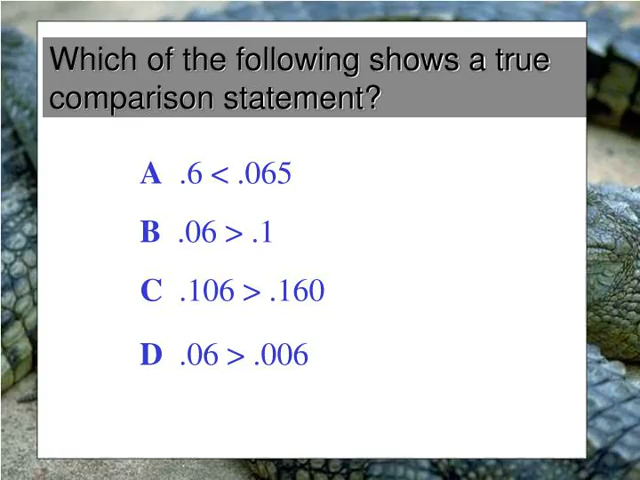 Which of the following shows a true
comparison statement?
A .6 < .065
B .06 > .1
C .106 > .160
D .06 > .006